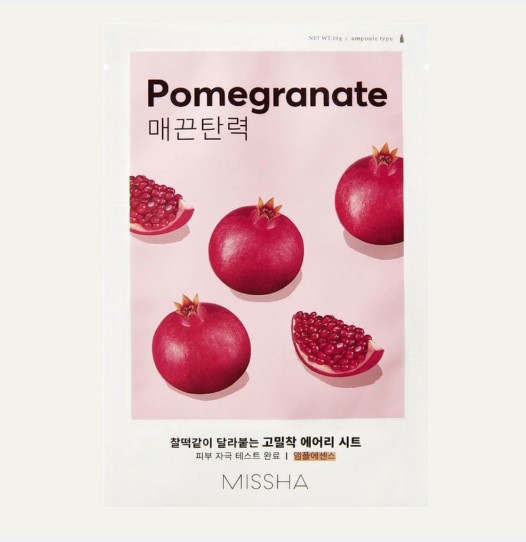 NET WT.19g / ampoule type
Pomegranate
매끈탄력
찰떡같이 달라붙는 고밀착 에어리 시트
피부 자극 테스트 완료 | 앰플에센스
MISSHA